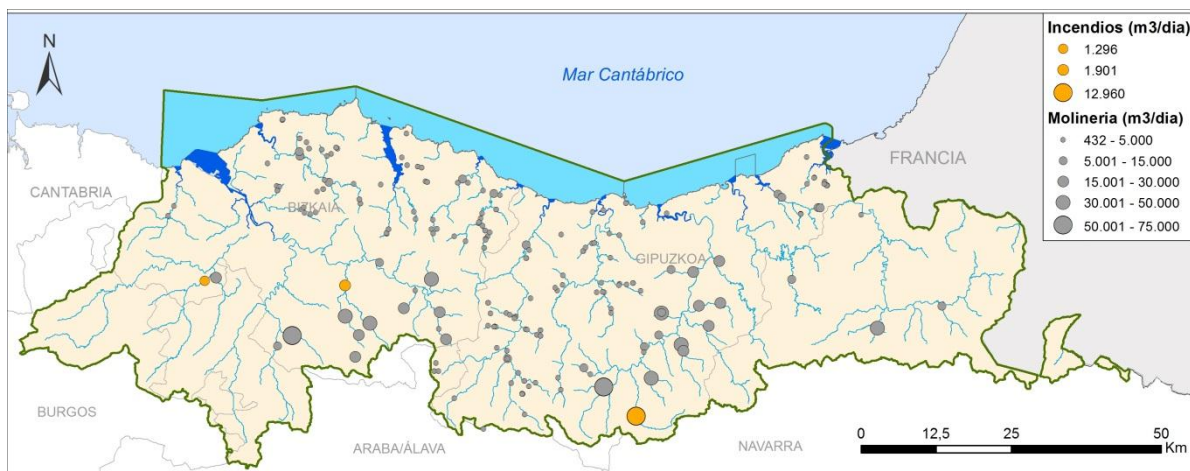 N
Mar Cantábrico
Incendios (m3/dia)
1.296
1.901
12.960
Molineria (m3/dia)
432 - 5.000
5.001 - 15.000
15.001 - 30.000
30.001 - 50.000
50.001 - 75.000
FRANCIA
CANTABRIA
BIZKAIA
GIPUZKOA
BURGOS
ARABA/ÁLAVA
NAVARRA
0 12,5 25 50
Km